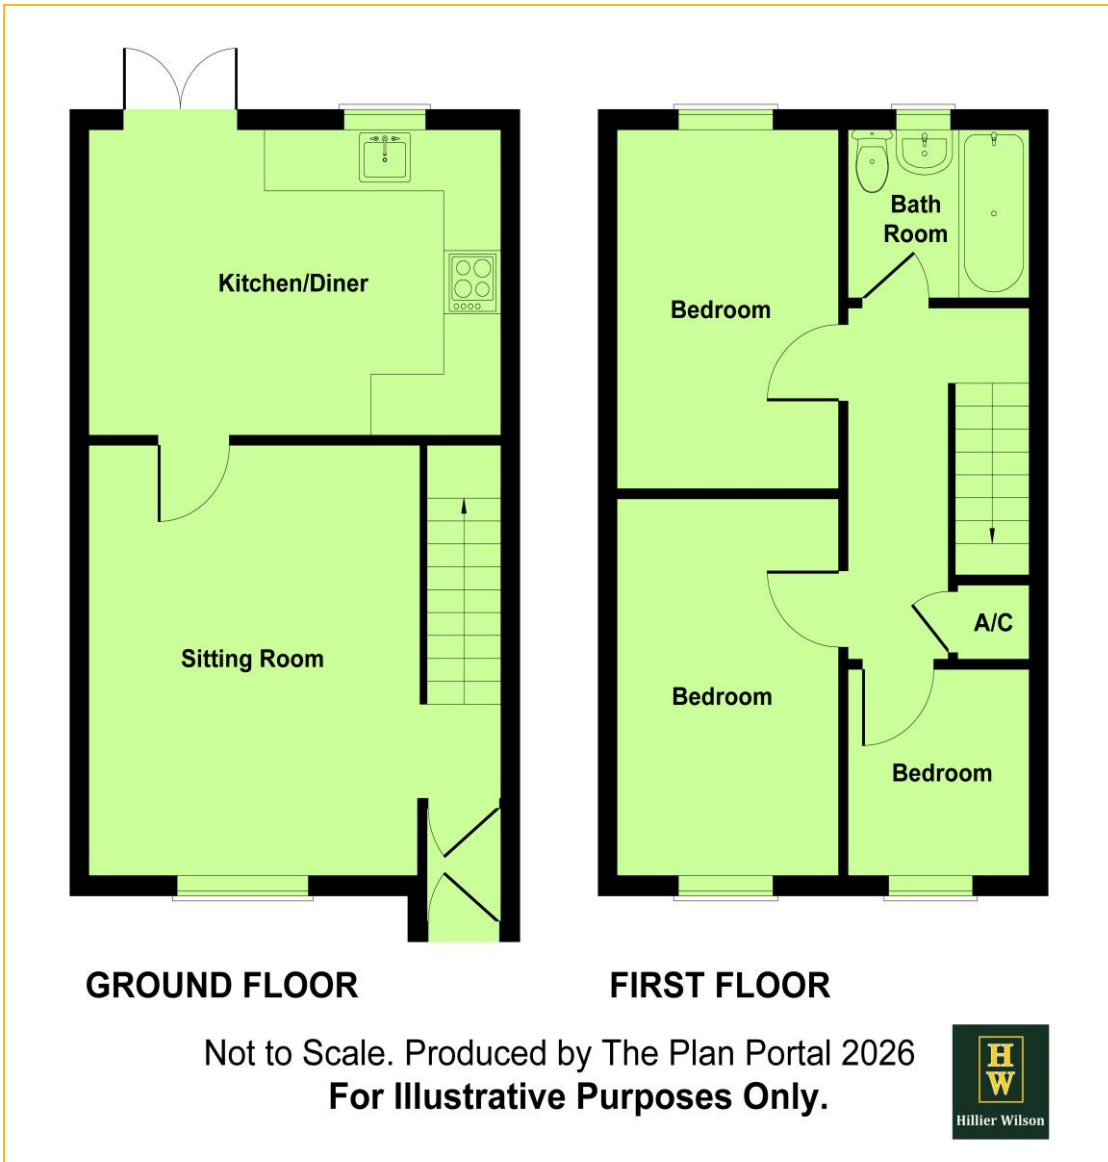 Kitchen/Diner
Sitting Room
GROUND FLOOR
Bath
Room
Bedroom
A/C
Bedroom
Bedroom
FIRST FLOOR
Not to Scale. Produced by The Plan Portal 2026
For Illustrative Purposes Only.
H
W
Hillier Wilson